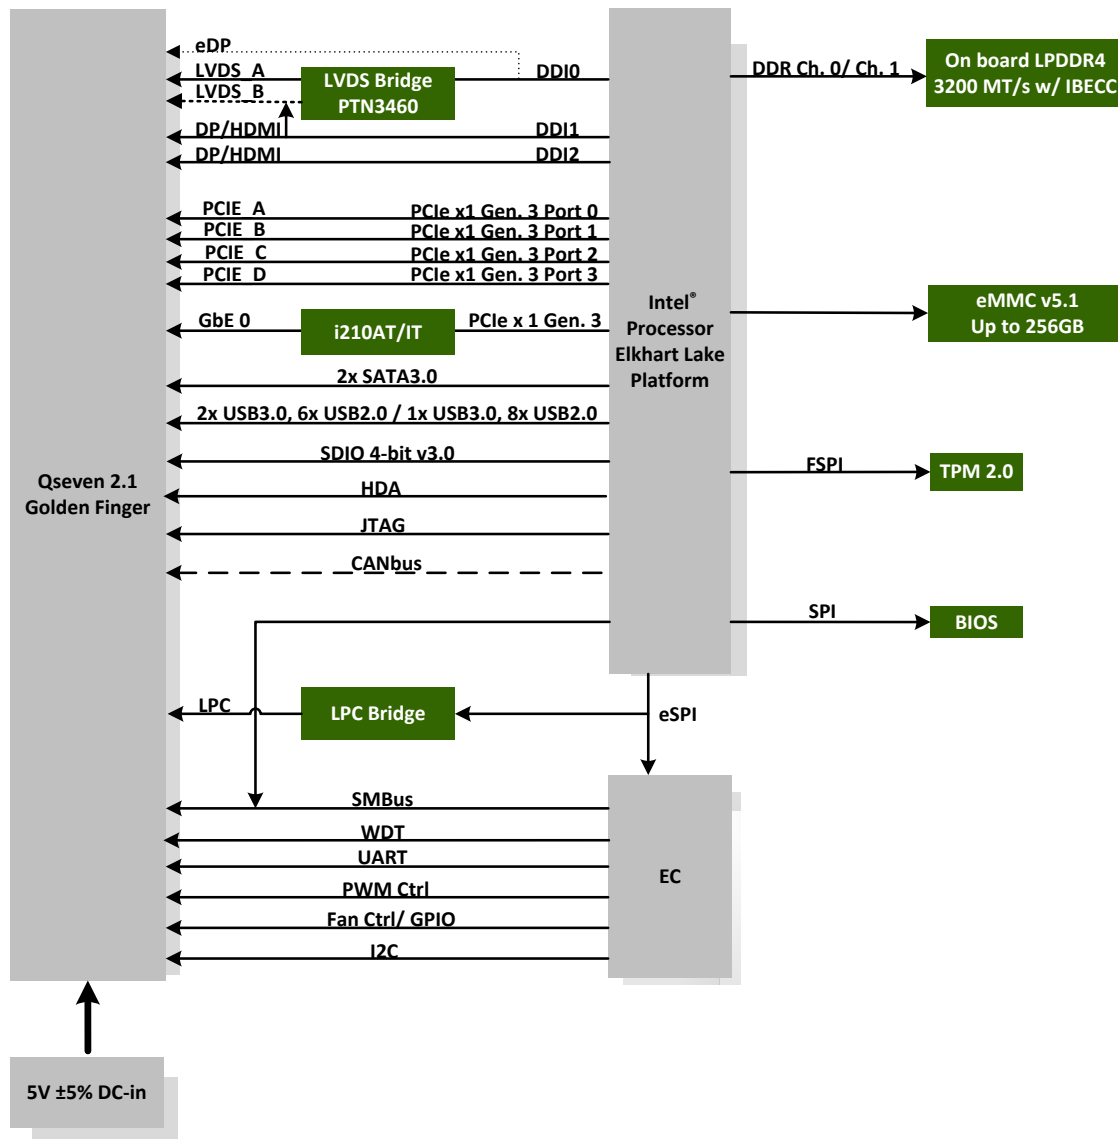 eDP
LVDS_A
LVDS_B
LVDS Bridge
PTN3460
DDI0
DP/HDMI
DDI1
DP/HDMI
DDI2
DDR Ch. 0/ Ch. 1
On board LPDDR4
3200 MT/s w/ IBECC
PCIE_A
PCIe x1 Gen. 3 Port 0
PCIE_B
PCIe x1 Gen. 3 Port 1
PCIE_C
PCIe x1 Gen. 3 Port 2
PCIE_D
PCIe x1 Gen. 3 Port 3
GbE 0
i210AT/IT
PCIe x 1 Gen. 3
Intel®
Processor
Elkhart Lake
Platform
eMMC v5.1
Up to 256GB
2x SATA3.0
2x USB3.0, 6x USB2.0 / 1x USB3.0, 8x USB2.0
SDIO 4-bit v3.0
FSPI
TPM 2.0
Qseven 2.1
Golden Finger
HDA
JTAG
CANbus
SPI
BIOS
LPC
LPC Bridge
eSPI
SMBus
WDT
UART
EC
PWM Ctrl
Fan Ctrl/ GPIO
I2C
5V ±5% DC-in